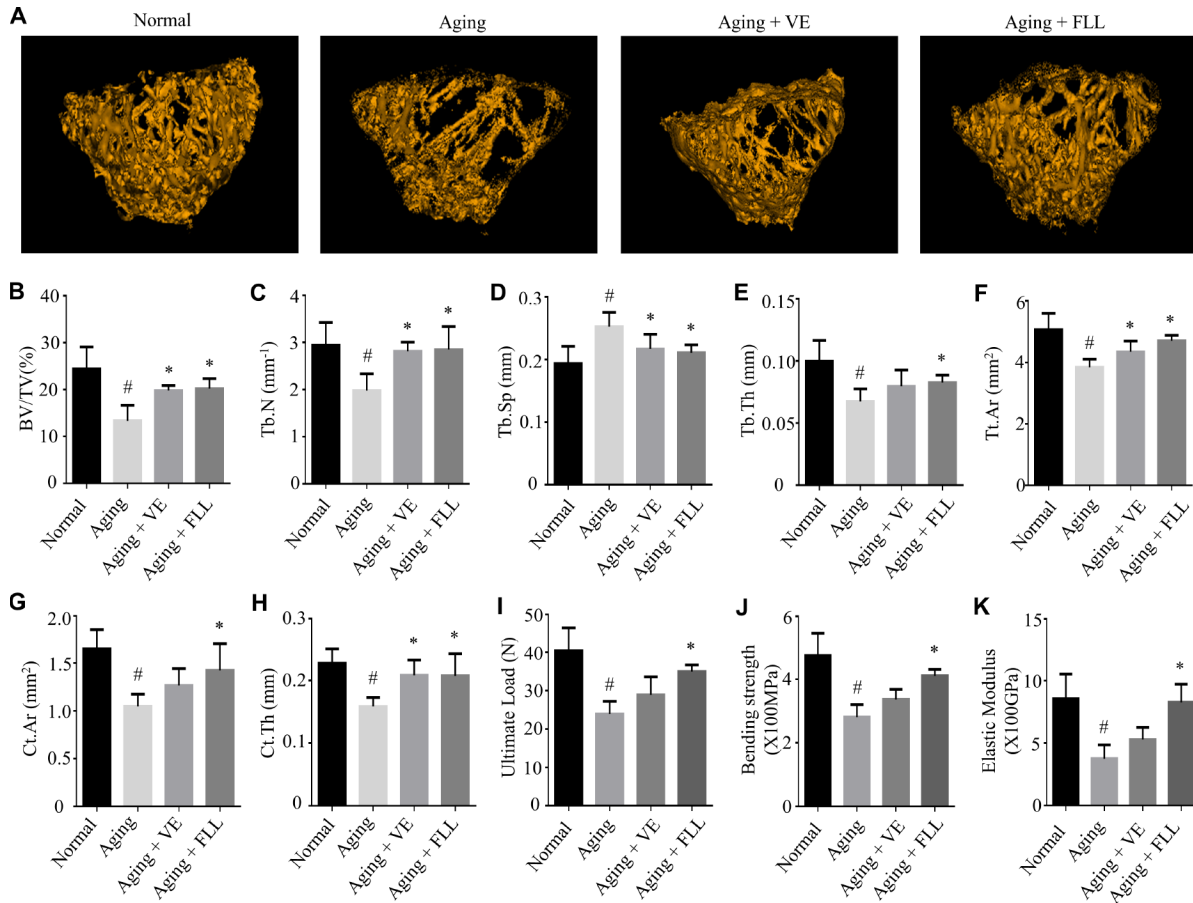 A
Normal
Aging
Aging + VE
Aging + FLL
B
BV/TV(%)
40
30
20
10
0
#
*
*
Normal
Aging
Aging + VE
Aging + FLL
C
Tb.N (mm⁻¹)
4
3
2
1
0
#
*
*
Normal
Aging
Aging + VE
Aging + FLL
D
Tb.Sp (mm)
0.3
0.2
0.1
0
#
*
*
Normal
Aging
Aging + VE
Aging + FLL
E
Tb.Th (mm)
0.15
0.10
0.05
0
#
*
Normal
Aging
Aging + VE
Aging + FLL
F
Tt.Ar (mm²)
6
4
2
0
#
*
*
Normal
Aging
Aging + VE
Aging + FLL
G
Ct.Ar (mm²)
2.0
1.5
1.0
0.5
0
#
*
Normal
Aging
Aging + VE
Aging + FLL
H
Ct.Th (mm)
0.3
0.2
0.1
0
#
*
*
Normal
Aging
Aging + VE
Aging + FLL
I
Ultimate Load (N)
50
40
30
20
10
0
#
*
Normal
Aging
Aging + VE
Aging + FLL
J
Bending strength
(X100MPa)
6
4
2
0
#
*
Normal
Aging
Aging + VE
Aging + FLL
K
Elastic Modulus
(X100GPa)
15
10
5
0
#
*
Normal
Aging
Aging + VE
Aging + FLL